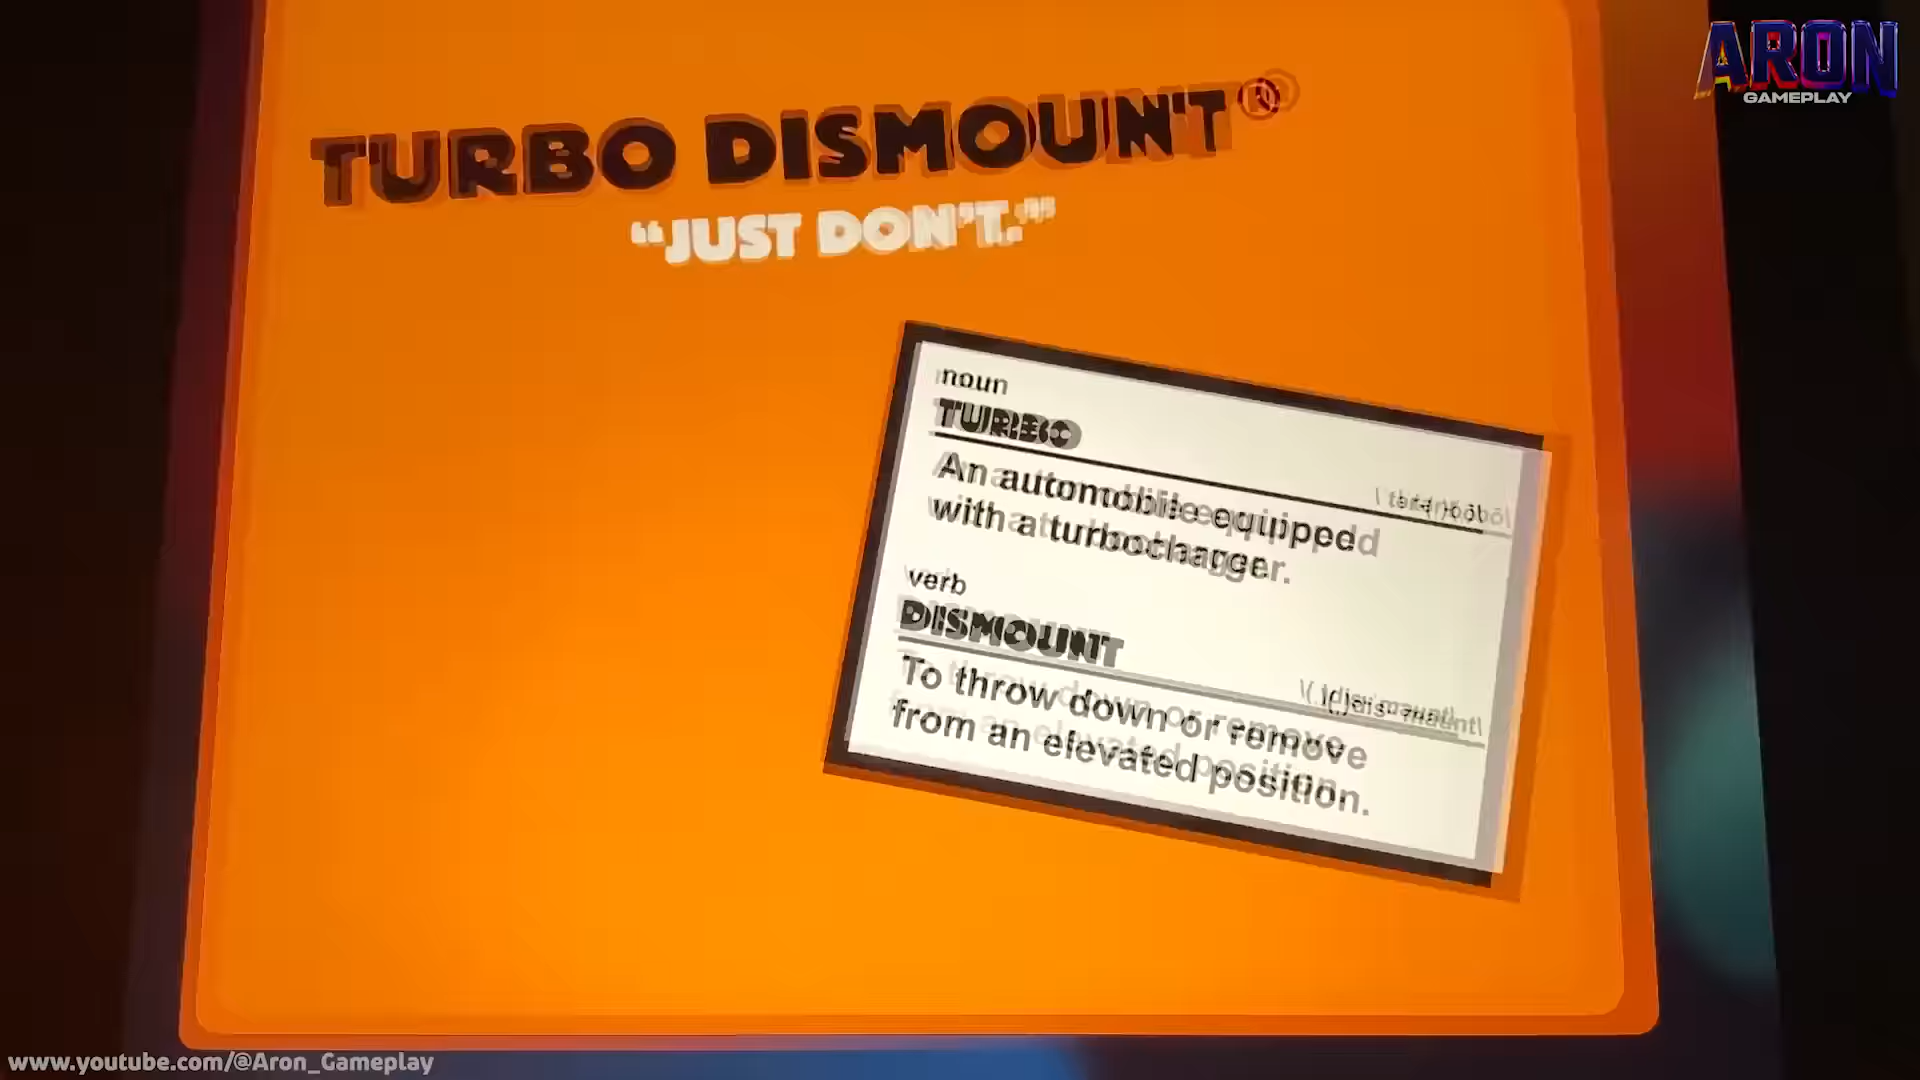 ARON
GAMEPLAY
TURBO DISMOUNT®
“JUST DON'T.”
noun
TURBO
An automobile equipped
with a turbocharger.
verb
DISMOUNT
To throw down or remove
from an elevated position.
www.youtube.com/@Aron_Gameplay